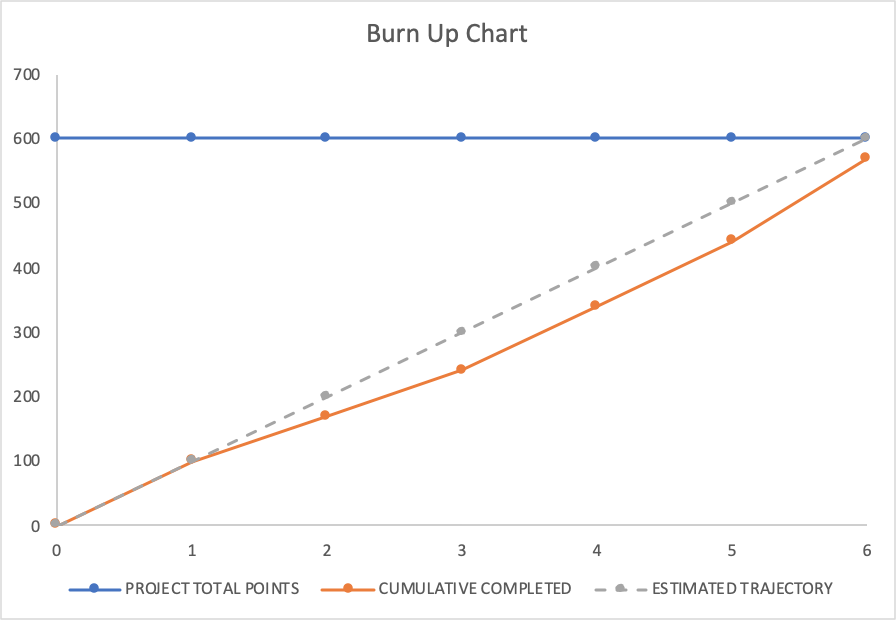 Burn Up Chart
700
600
500
400
300
200
100
0
0 1 2 3 4 5 6
PROJECT TOTAL POINTS CUMULATIVE COMPLETED ESTIMATED TRAJECTORY